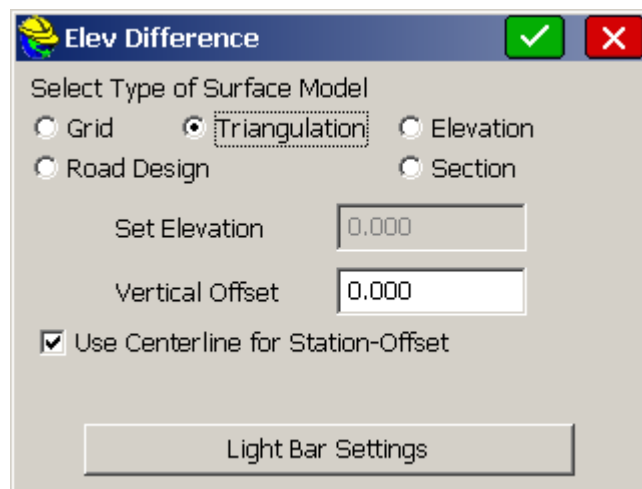 Elev Difference
Select Type of Surface Model
Grid Triangulation Elevation
Road Design Section
Set Elevation 0.000
Vertical Offset 0.000
Use Centerline for Station-Offset
Light Bar Settings